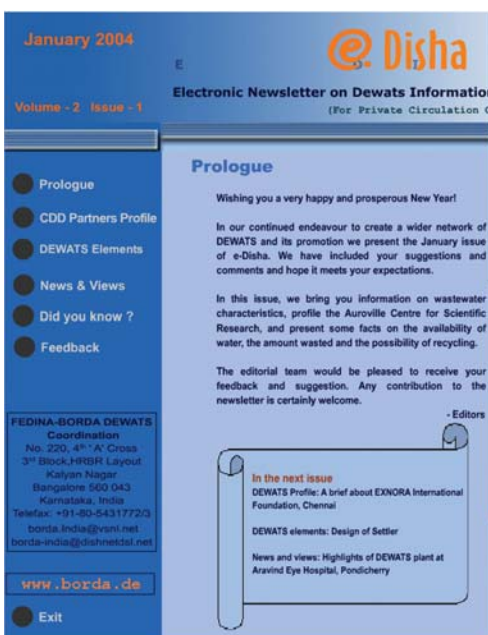 January 2004
Volume - 2 Issue - 1
e Disha
E D I
Electronic Newsletter on Dewats Information
(For Private Circulation
Prologue
CDD Partners Profile
DEWATS Elements
News & Views
Did you know ?
Feedback
FEDINA-BORDA DEWATS
Coordination
No. 220, 4th 'A' Cross
3rd Block,HRBR Layout
Kalyan Nagar
Bangalore 560 043
Karnataka, India
Telefax: +91-80-5431772/3
borda.India@vsnl.net
borda-india@dishnetdsl.net
www.borda.de
Exit
Prologue
Wishing you a very happy and prosperous New Year!
In our continued endeavour to create a wider network of
DEWATS and its promotion we present the January issue
of e-Disha. We have included your suggestions and
comments and hope it meets your expectations.
In this issue, we bring you information on wastewater
characteristics, profile the Auroville Centre for Scientific
Research, and present some facts on the availability of
water, the amount wasted and the possibility of recycling.
The editorial team would be pleased to receive your
feedback and suggestion. Any contribution to the
newsletter is certainly welcome.
- Editors
In the next issue
DEWATS Profile: A brief about EXNORA International
Foundation, Chennai
DEWATS elements: Design of Settler
News and views: Highlights of DEWATS plant at
Aravind Eye Hospital, Pondicherry